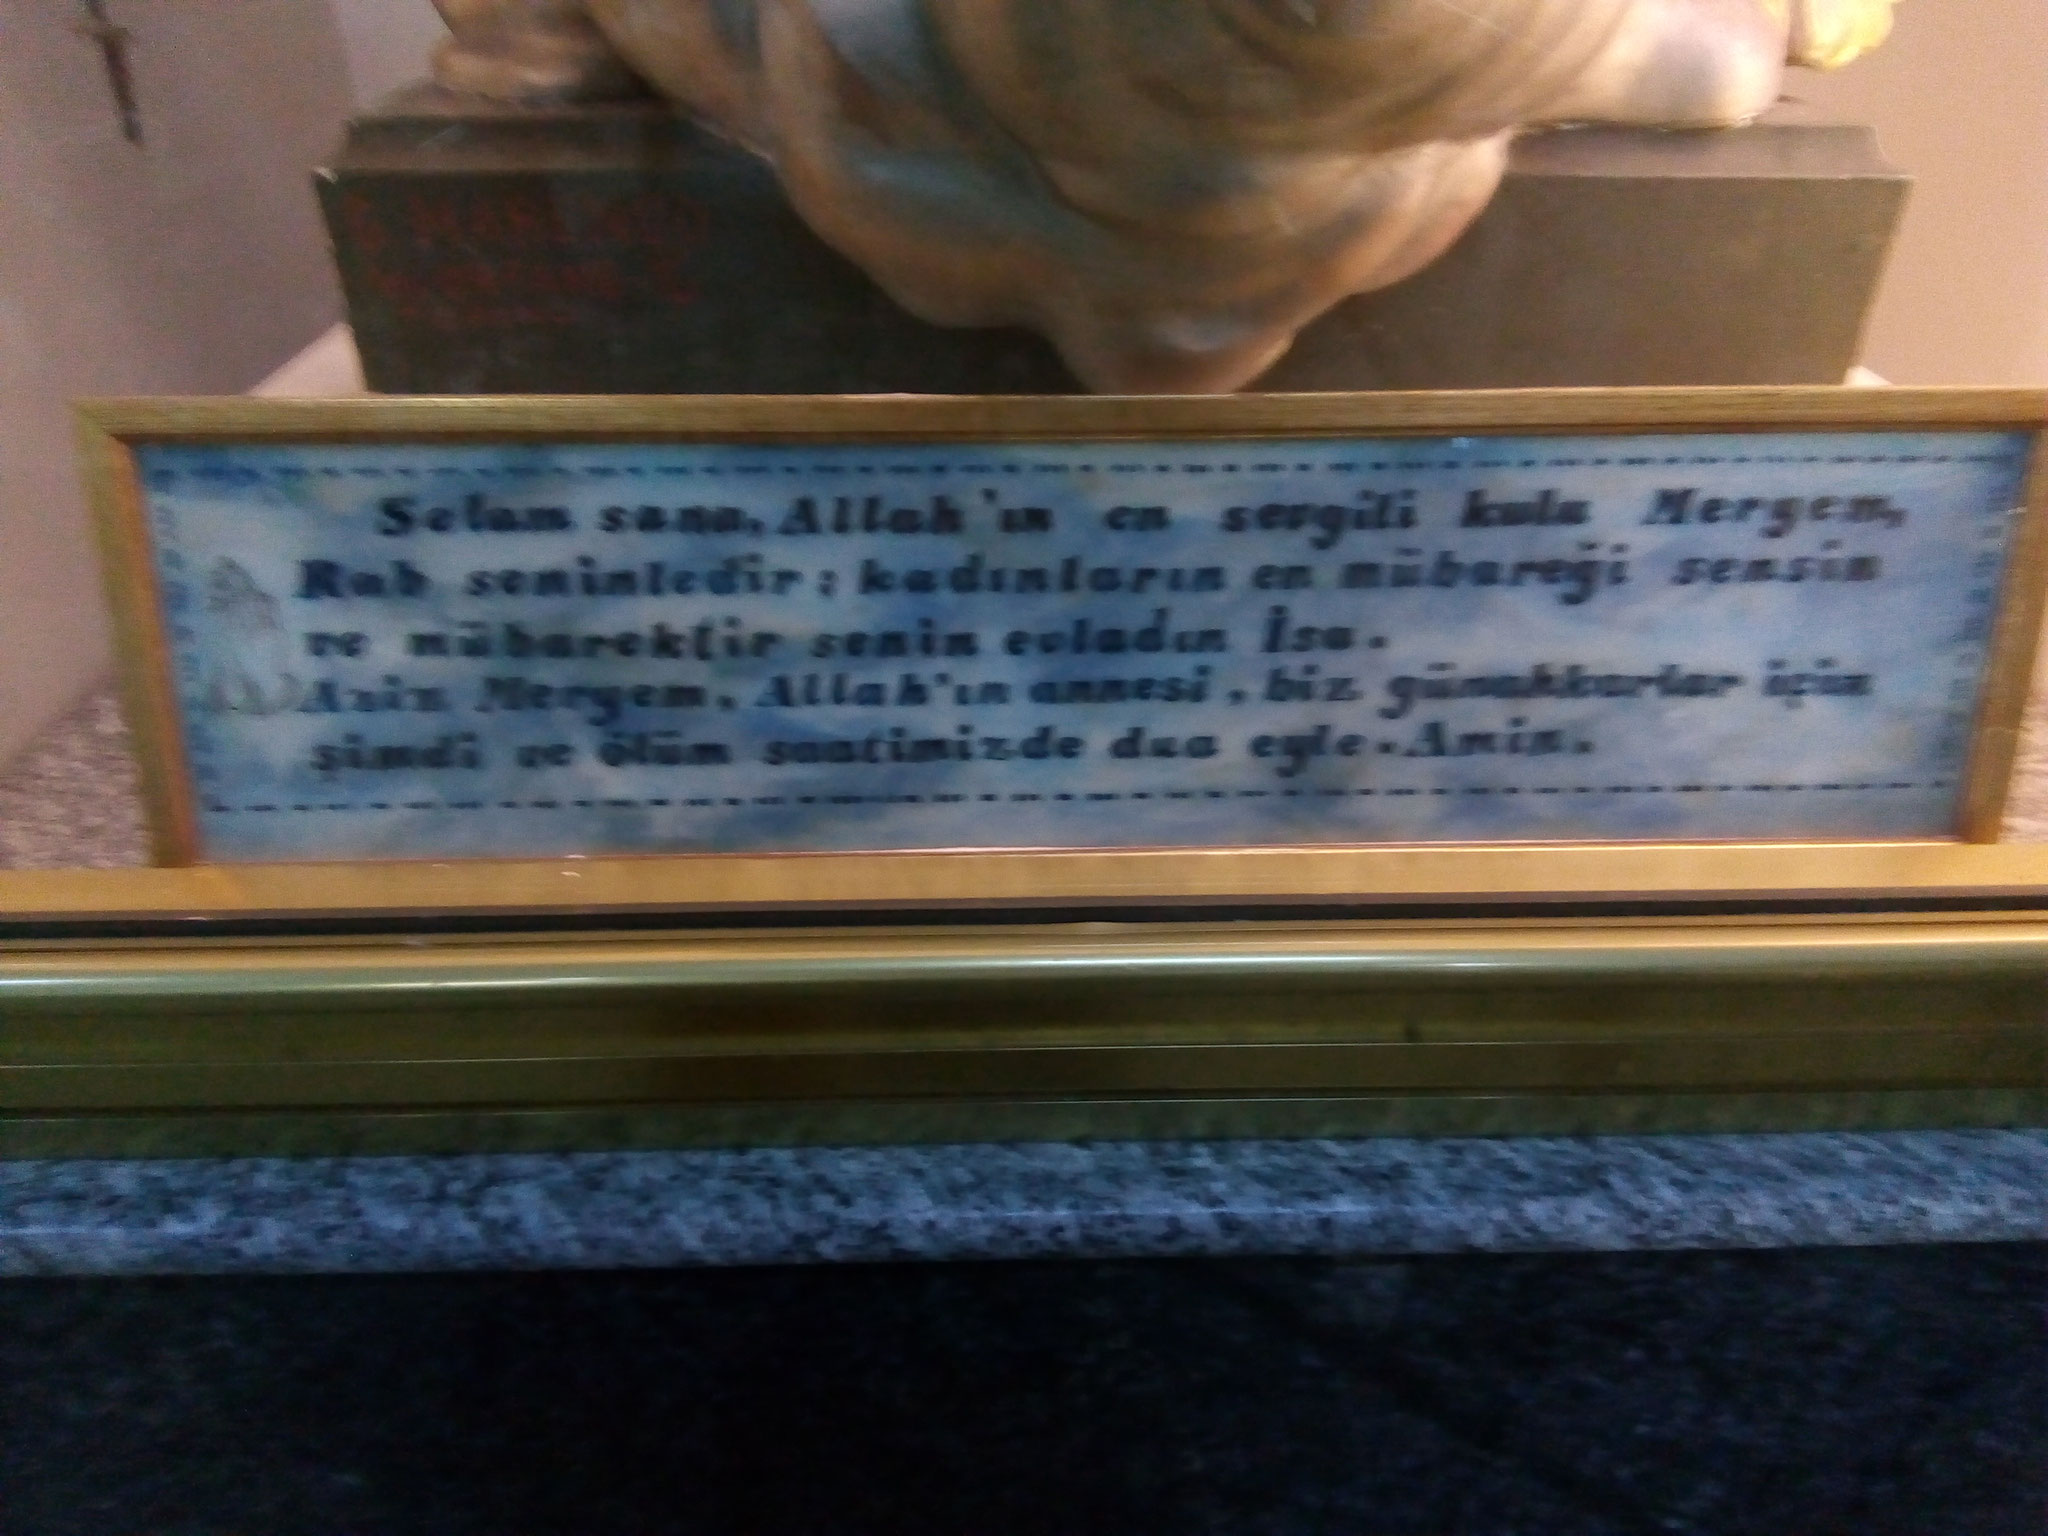 Selam sana, Allah'ın en sevgili kulu Meryem,
Rab seninledir: kadınların en mübareği sensin
ve mübarektir senin evladın İsa.
Aziz Meryem, Allah'ın annesi, biz günahkarlar için
şimdi ve ölüm saatimizde dua eyle. Amin.